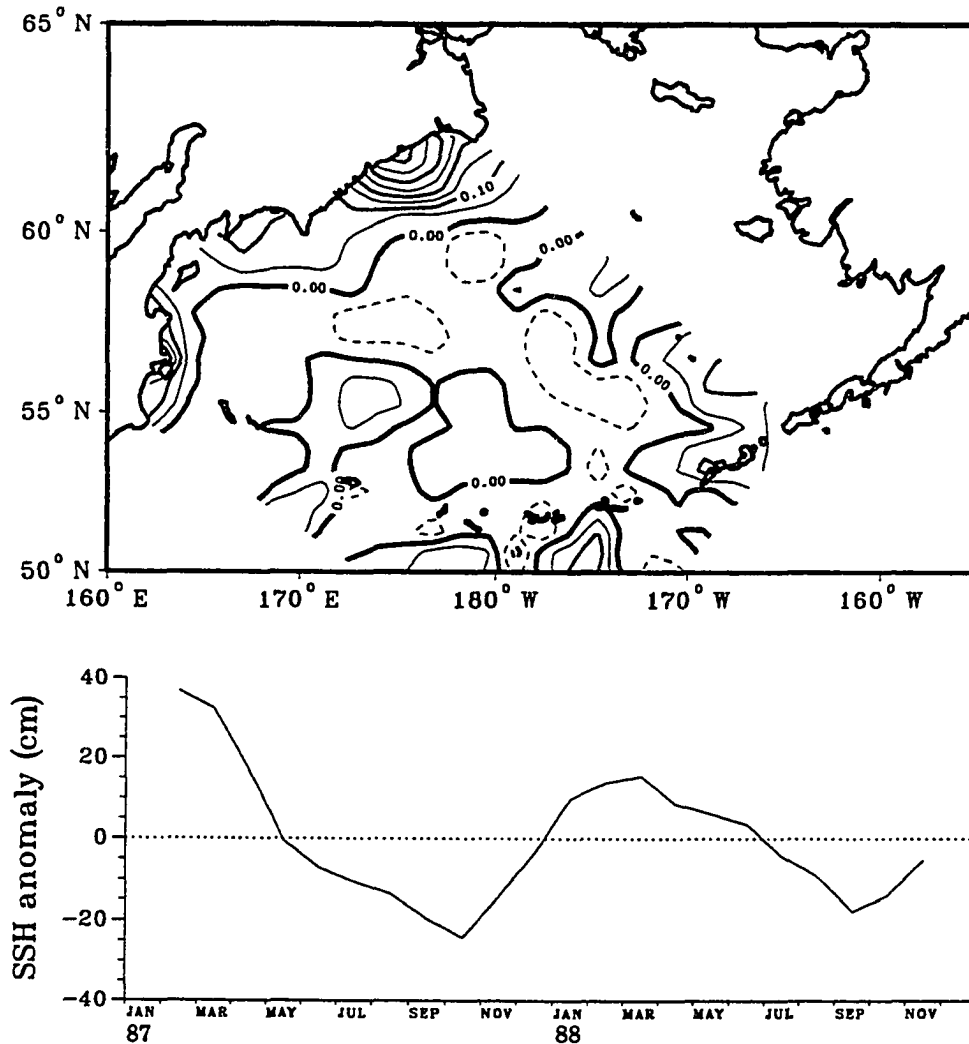 65° N
0.10
60° N
0.00
0.00
0.00
0.00
55° N
0.00
50° N
160° E
170° E
180° W
170° W
160° W
SSH anomaly (cm)
40
20
0
−20
−40
JAN MAR MAY JUL SEP NOV JAN MAR MAY JUL SEP NOV
87 88